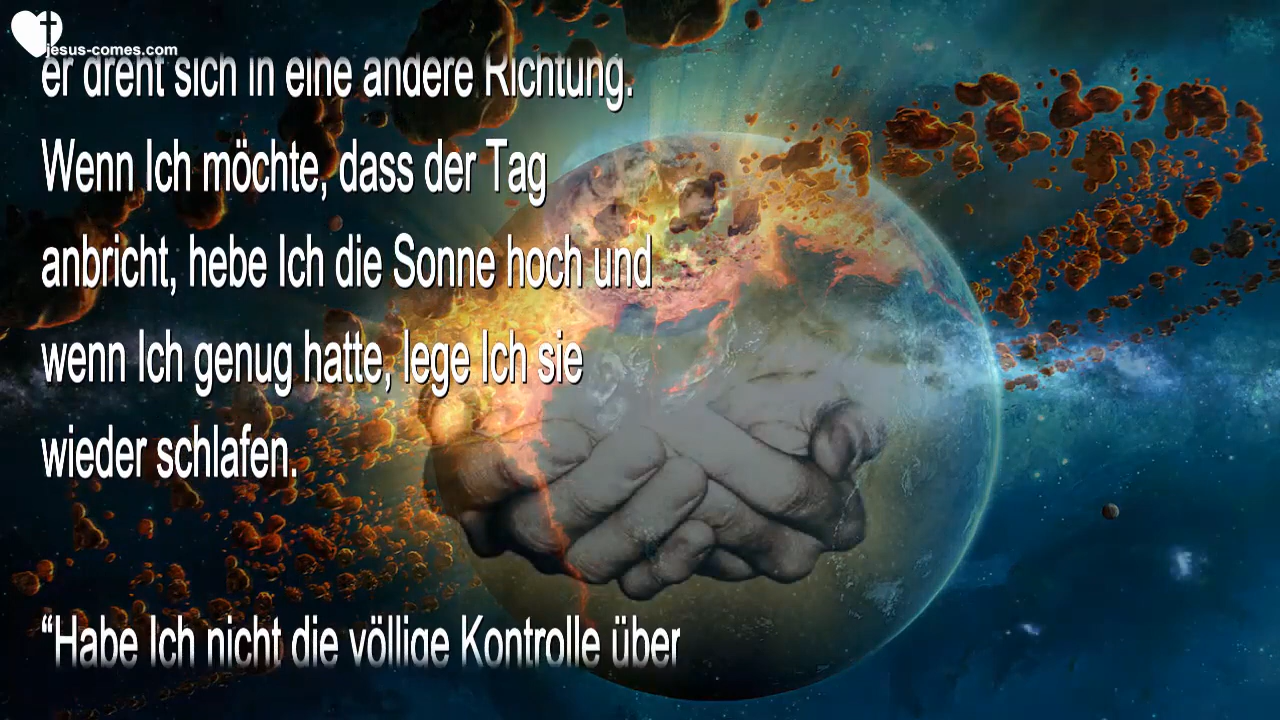 jesus-comes.com
er dreht sich in eine andere Richtung.
Wenn Ich möchte, dass der Tag
anbricht, hebe Ich die Sonne hoch und
wenn Ich genug hatte, lege Ich sie
wieder schlafen.
“Habe Ich nicht die völlige Kontrolle über